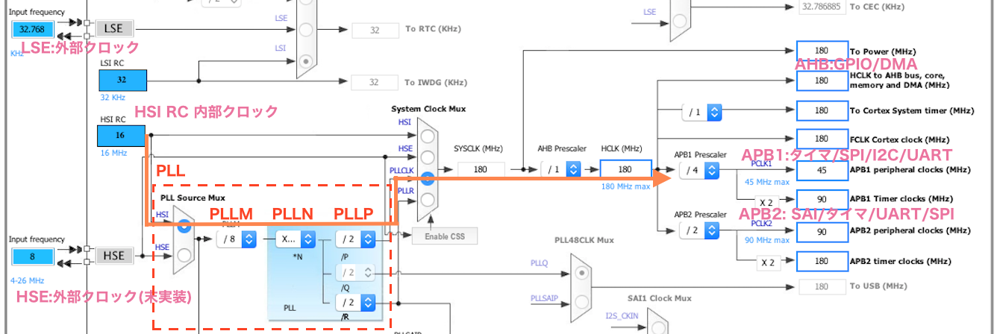 LSE
32.786885
To CEC (KHz)
Input frequency
32.768
LSE
LSE
32
To RTC (KHz)
KHz
LSE:外部クロック
LSI
LSI RC
32
32 KHz
32
To IWDG (KHz)
180
To Power (MHz)
AHB:GPIO/DMA
180
HCLK to AHB bus, core,
memory and DMA (MHz)
HSI RC 内部クロック
System Clock Mux
/ 1
180
To Cortex System timer (MHz)
HSI RC
16
16 MHz
HSI
HSE
SYSCLK (MHz)
AHB Prescaler
HCLK (MHz)
APB1 Prescaler
180
FCLK Cortex clock (MHz)
APB1:タイマ/SPI/I2C/UART
PLL
PLLCLK
180
/ 1
180
180 MHz max
/ 4
PCLK1
45 MHz max
45
APB1 peripheral clocks (MHz)
PLL Source Mux
PLLR
X 2
90
APB1 Timer clocks (MHz)
PLLM
PLLN
PLLP
HSI
PLLM
APB2 Prescaler
APB2: SAI/タイマ/UART/SPI
PCLK2
Input frequency
8
4-26 MHz
HSE
HSE
/ 8
X...
*N
/ 2
/P
Enable CSS
PLL48CLK Mux
/ 2
90 MHz max
90
APB2 peripheral clocks (MHz)
X 2
180
APB2 timer clocks (MHz)
HSE:外部クロック(未実装)
/ 2
/Q
PLLQ
180
To USB (MHz)
PLL
/ 2
/R
PLLSAIP
SAI1 Clock Mux
I2S_CKIN